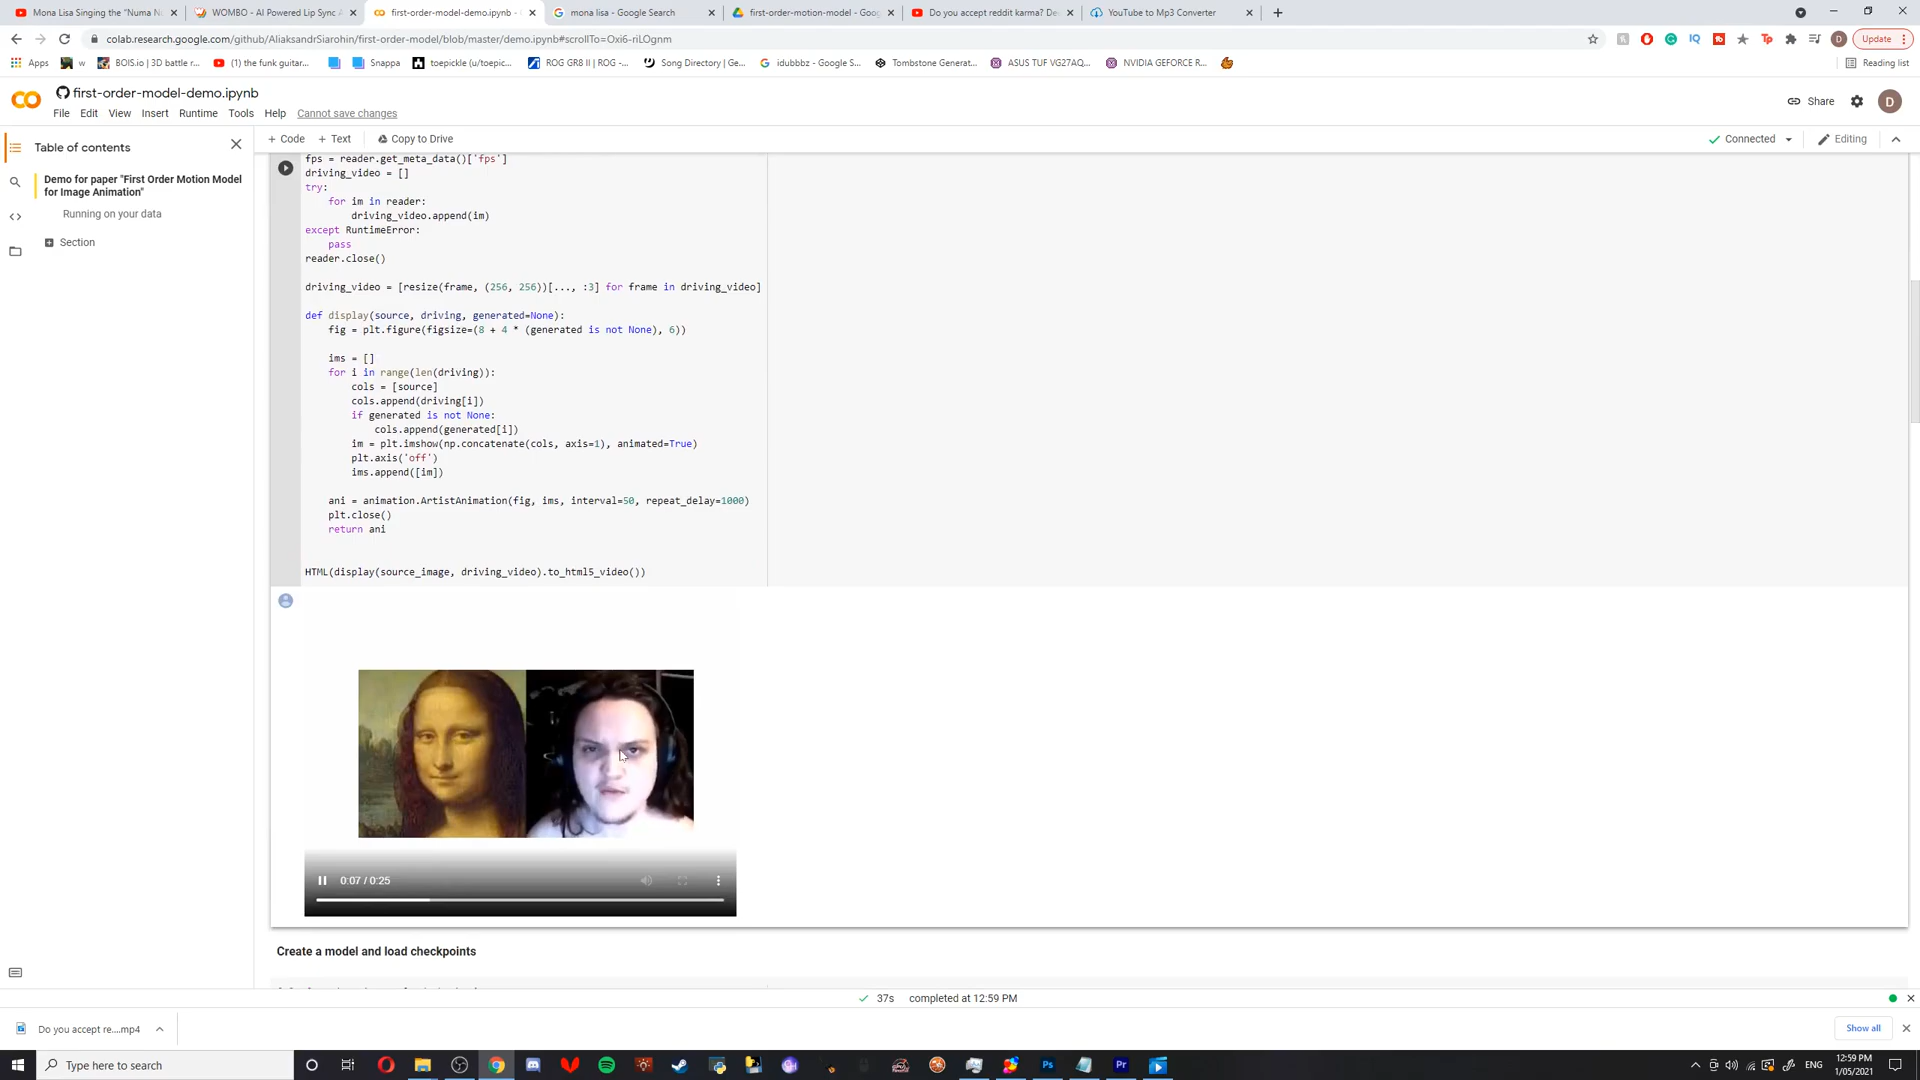 Mona Lisa Singing the "Numa N
WOMBO - AI Powered Lip Sync A
first-order-model-demo.ipynb -
mona lisa - Google Search
first-order-motion-model - Goog
Do you accept reddit karma? De
YouTube to Mp3 Converter
colab.research.google.com/github/AliaksandrSiarohin/first-order-model/blob/master/demo.ipynb#scrollTo=Oxi6-riLOgnm
Update
Apps
w
BOIS.io | 3D battle r...
(1) the funk guitar...
Snappa
toepickle (u/toepic...
ROG GR8 II | ROG -...
Song Directory | Ge...
idubbbz - Google S...
Tombstone Generat...
ASUS TUF VG27AQ...
NVIDIA GEFORCE R...
Reading list
first-order-model-demo.ipynb
File Edit View Insert Runtime Tools Help Cannot save changes
Share
D
Table of contents
Demo for paper "First Order Motion Model for Image Animation"
Running on your data
Section
+ Code + Text Copy to Drive
Connected
Editing
fps = reader.get_meta_data()['fps']
driving_video = []
try:
for im in reader:
driving_video.append(im)
except RuntimeError:
pass
reader.close()
driving_video = [resize(frame, (256, 256))[..., :3] for frame in driving_video]
def display(source, driving, generated=None):
fig = plt.figure(figsize=(8 + 4 * (generated is not None), 6))
ims = []
for i in range(len(driving)):
cols = [source]
cols.append(driving[i])
if generated is not None:
cols.append(generated[i])
im = plt.imshow(np.concatenate(cols, axis=1), animated=True)
plt.axis('off')
ims.append([im])
ani = animation.ArtistAnimation(fig, ims, interval=50, repeat_delay=1000)
plt.close()
return ani
HTML(display(source_image, driving_video).to_html5_video())
0:07 / 0:25
Create a model and load checkpoints
37s completed at 12:59 PM
Do you accept re....mp4
Show all
Type here to search
ENG
12:59 PM
1/05/2021